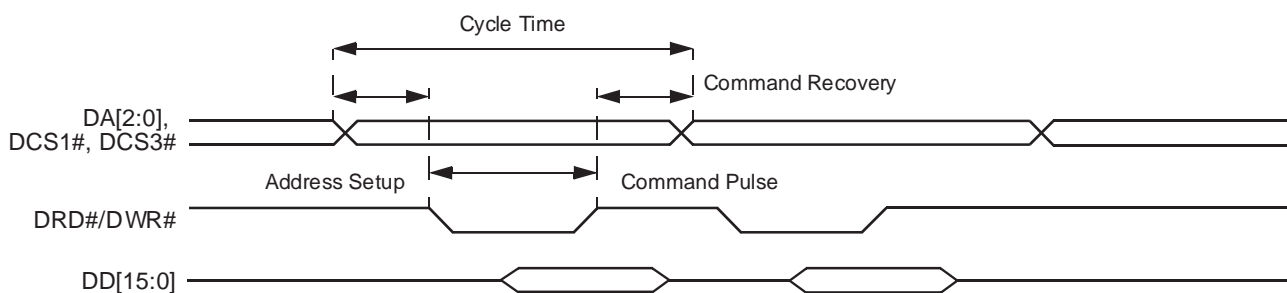 Cycle Time
Command Recovery
DA[2:0],
DCS1#, DCS3#
Address Setup
Command Pulse
DRD#/DWR#
DD[15:0]